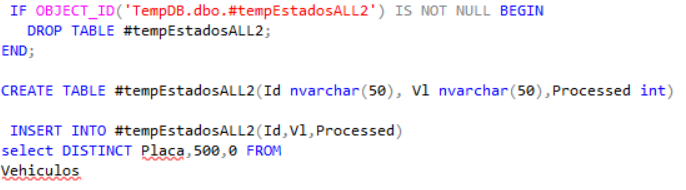 IF OBJECT_ID('TempDB.dbo.#tempEstadosALL2') IS NOT NULL BEGIN
DROP TABLE #tempEstadosALL2;
END;
CREATE TABLE #tempEstadosALL2(Id nvarchar(50), Vl nvarchar(50),Processed int)
INSERT INTO #tempEstadosALL2(Id,Vl,Processed)
select DISTINCT Placa,500,0 FROM
Vehiculos